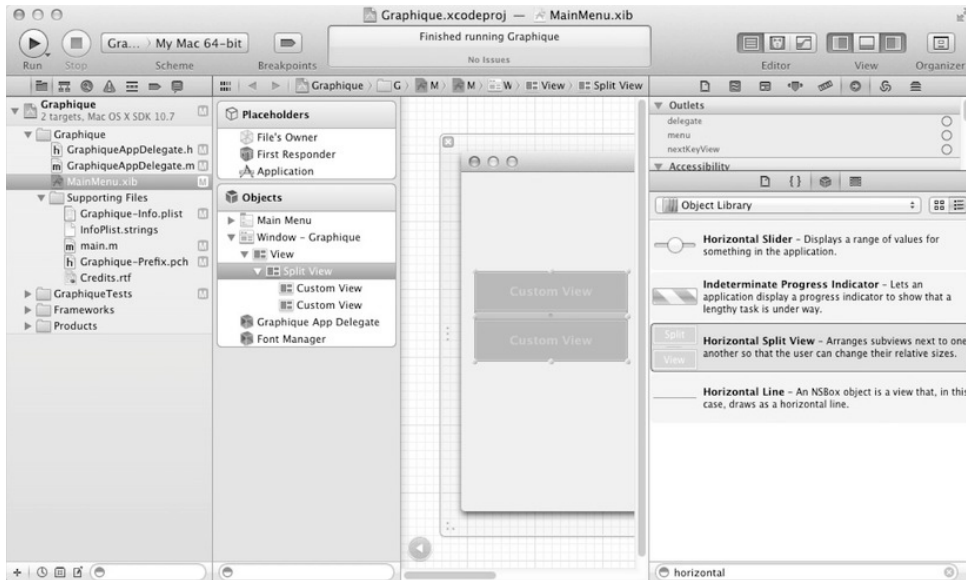 Graphique.xcodeproj — MainMenu.xib
Run
Stop
Gra... › My Mac 64-bit
Scheme
Breakpoints
Finished running Graphique
No Issues
Editor
View
Organizer
Graphique
2 targets, Mac OS X SDK 10.7
M
Graphique
h GraphiqueAppDelegate.h
m GraphiqueAppDelegate.m
MainMenu.xib
M
Supporting Files
Graphique-Info.plist
InfoPlist.strings
m main.m
h Graphique-Prefix.pch
Credits.rtf
GraphiqueTests
Frameworks
Products
Graphique › G › M › M › W › View › Split View
Placeholders
File's Owner
First Responder
Application
Objects
Main Menu
Window – Graphique
View
Split View
Custom View
Custom View
Graphique App Delegate
Font Manager
Custom View
Custom View
Outlets
delegate
menu
nextKeyView
Accessibility
{}
Object Library
Horizontal Slider – Displays a range of values for
something in the application.
Indeterminate Progress Indicator – Lets an
application display a progress indicator to show that a
lengthy task is under way.
Split
View
Horizontal Split View – Arranges subviews next to one
another so that the user can change their relative sizes.
Horizontal Line – An NSBox object is a view that, in this
case, draws as a horizontal line.
horizontal